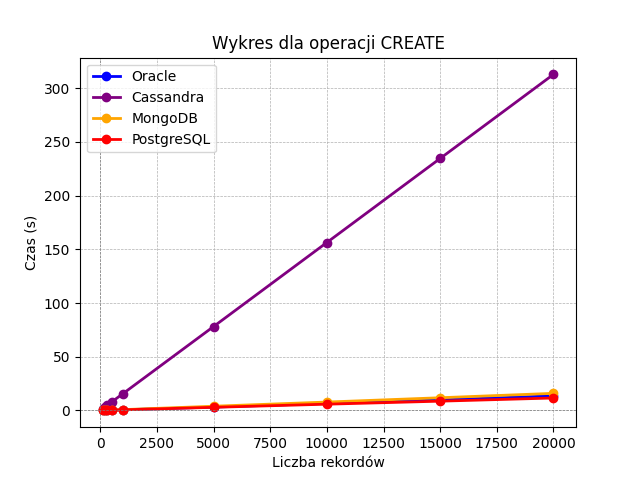 Wykres dla operacji CREATE
Oracle
Cassandra
MongoDB
PostgreSQL
300
250
200
150
100
50
0
Czas (s)
0 2500 5000 7500 10000 12500 15000 17500 20000
Liczba rekordów